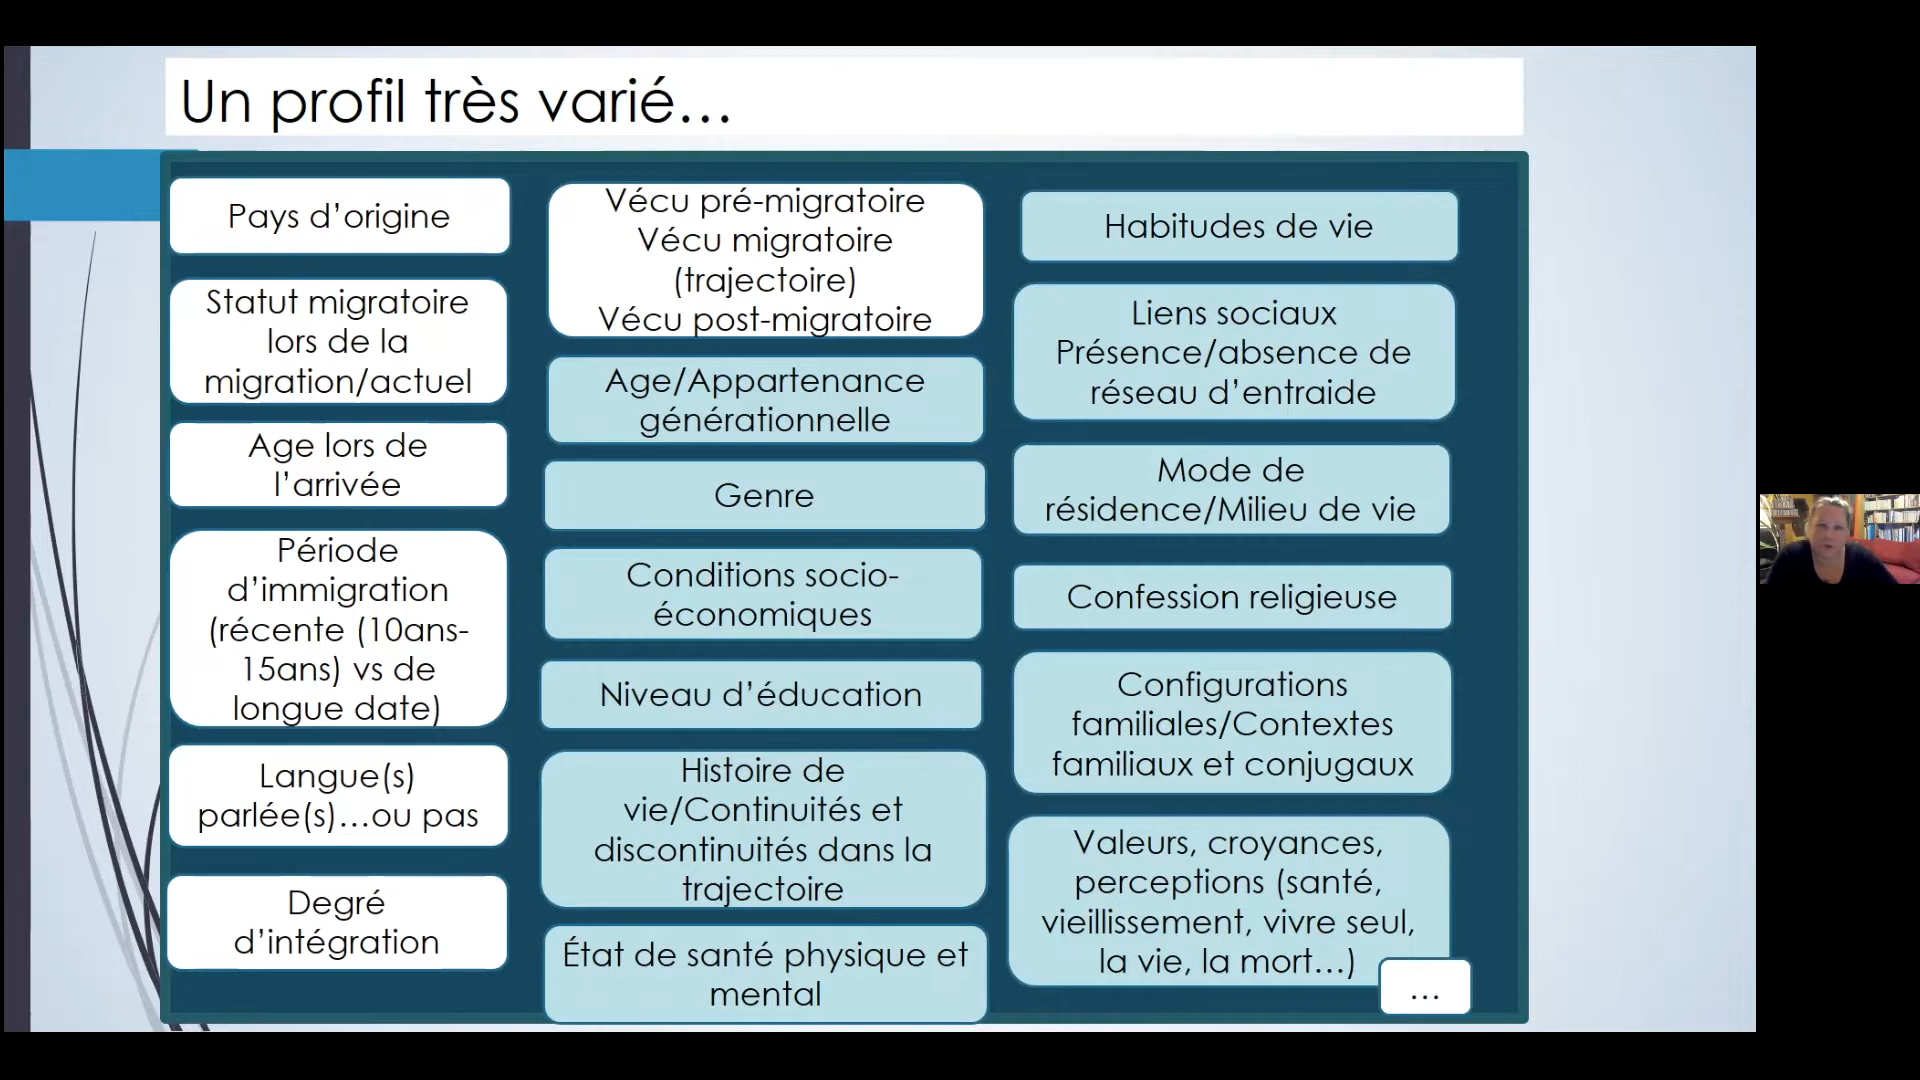 Un profil très varié...
Pays d'origine
Statut migratoire
lors de la
migration/actuel
Age lors de
l'arrivée
Période
d'immigration
(récente (10ans-
15ans) vs de
longue date)
Langue(s)
parlée(s)...ou pas
Degré
d'intégration
Vécu pré-migratoire
Vécu migratoire
(trajectoire)
Vécu post-migratoire
Age/Appartenance
générationnelle
Genre
Conditions socio-
économiques
Niveau d'éducation
Histoire de
vie/Continuités et
discontinuités dans la
trajectoire
État de santé physique et
mental
Habitudes de vie
Liens sociaux
Présence/absence de
réseau d'entraide
Mode de
résidence/Milieu de vie
Confession religieuse
Configurations
familiales/Contextes
familiaux et conjugaux
Valeurs, croyances,
perceptions (santé,
vieillissement, vivre seul,
la vie, la mort...)
...